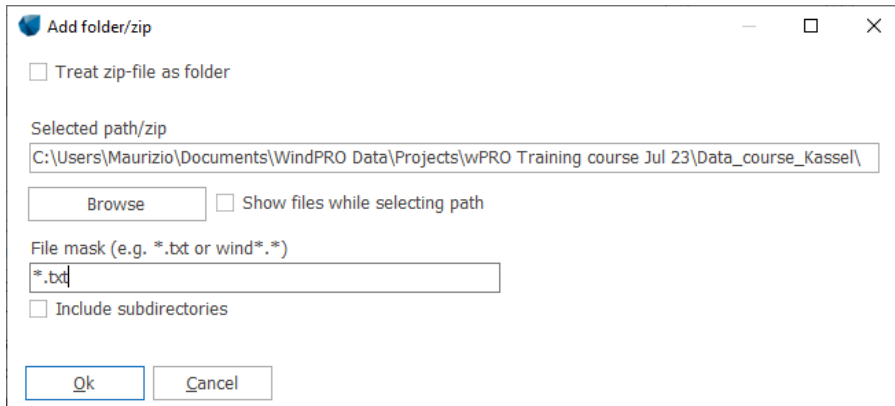 Add folder/zip
Treat zip-file as folder
Selected path/zip
C:\Users\Maurizio\Documents\WindPRO Data\Projects\wPRO Training course Jul 23\Data_course_Kassel\
Browse
Show files while selecting path
File mask (e.g. *.txt or wind*.*)
*.txt
Include subdirectories
Ok Cancel